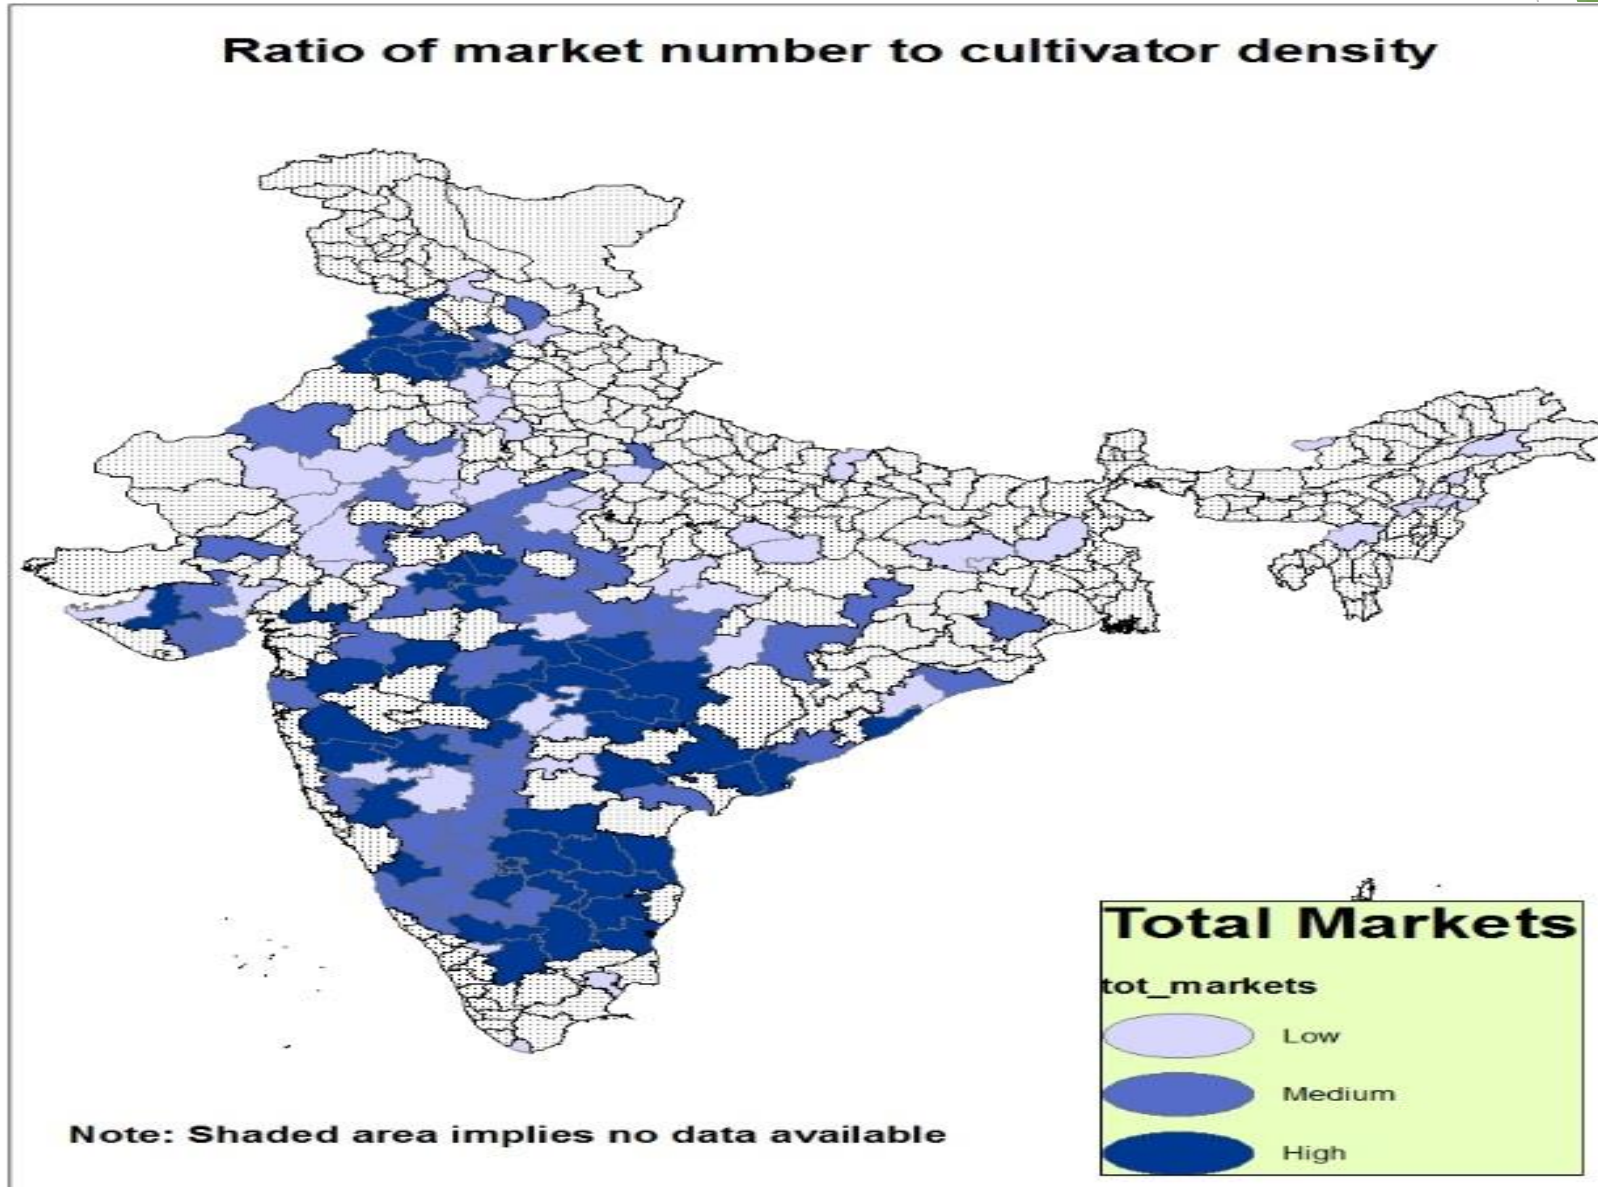 Ratio of market number to cultivator density
Total Markets
tot_markets
Low
Medium
High
Note: Shaded area implies no data available